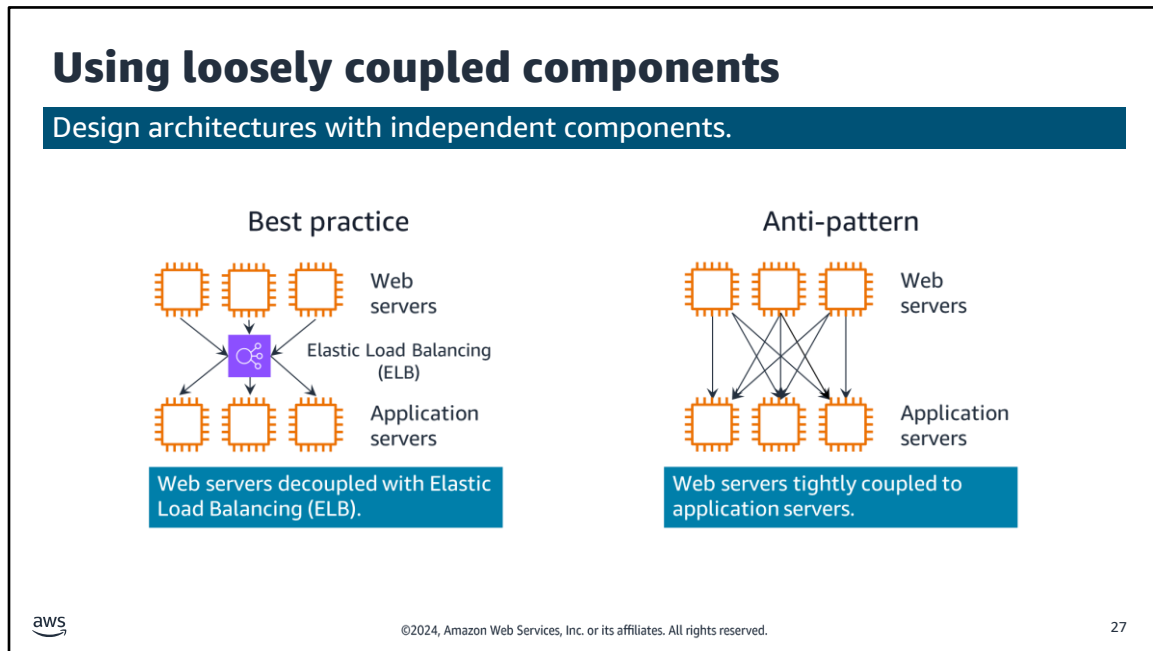 Using loosely coupled components
Design architectures with independent components.
Best practice
Web
servers
Elastic Load Balancing
(ELB)
Application
servers
Web servers decoupled with Elastic
Load Balancing (ELB).
Anti-pattern
Web
servers
Application
servers
Web servers tightly coupled to
application servers.
aws
©2024, Amazon Web Services, Inc. or its affiliates. All rights reserved.
27